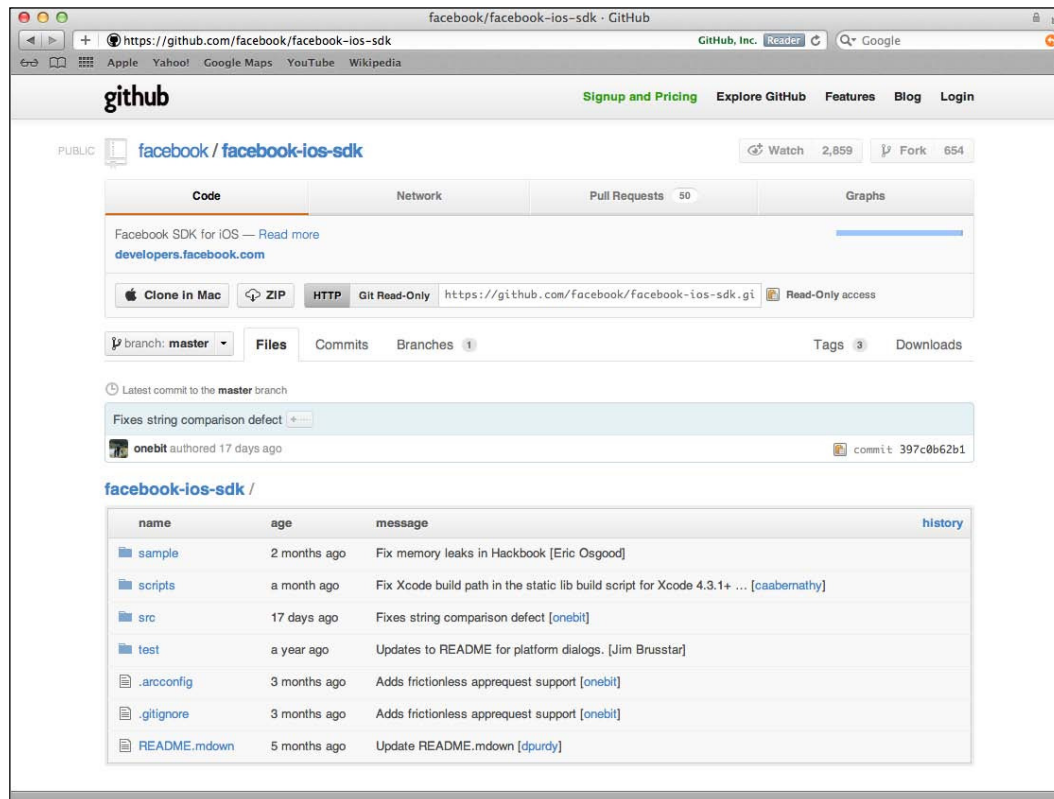 facebook/facebook-ios-sdk · GitHub
https://github.com/facebook/facebook-ios-sdk GitHub, Inc. Reader Google
Apple Yahoo! Google Maps YouTube Wikipedia
github Signup and Pricing Explore GitHub Features Blog Login
PUBLIC facebook / facebook-ios-sdk Watch 2,859 Fork 654
Code Network Pull Requests 50 Graphs
Facebook SDK for iOS — Read more
developers.facebook.com
Clone in Mac ZIP HTTP Git Read-Only https://github.com/facebook/facebook-ios-sdk.gi Read-Only access
branch: master Files Commits Branches 1 Tags 3 Downloads
Latest commit to the master branch
Fixes string comparison defect
onebit authored 17 days ago commit 397c0b62b1
facebook-ios-sdk /
name age message history
sample 2 months ago Fix memory leaks in Hackbook [Eric Osgood]
scripts a month ago Fix Xcode build path in the static lib build script for Xcode 4.3.1+ … [caabernathy]
src 17 days ago Fixes string comparison defect [onebit]
test a year ago Updates to README for platform dialogs. [Jim Brusstar]
.arcconfig 3 months ago Adds frictionless apprequest support [onebit]
.gitignore 3 months ago Adds frictionless apprequest support [onebit]
README.mdown 5 months ago Update README.mdown [dpurdy]